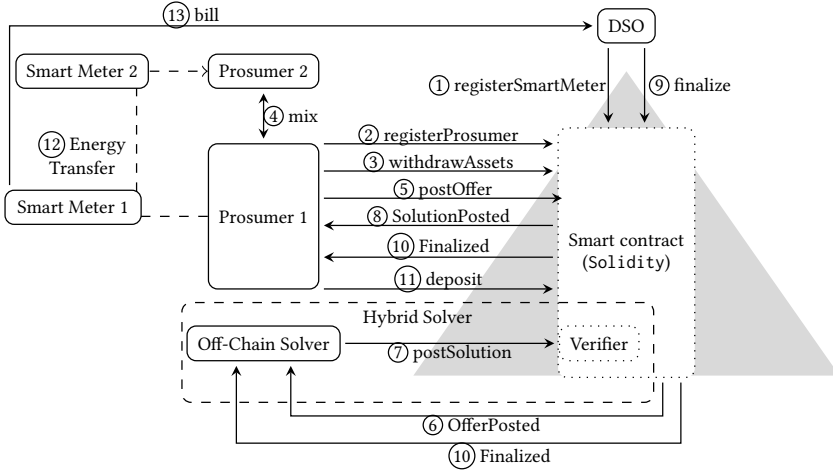 ⑬ bill
DSO
Smart Meter 2
Prosumer 2
① registerSmartMeter
⑨ finalize
④ mix
⑫ Energy
Transfer
② registerProsumer
③ withdrawAssets
⑤ postOffer
Smart Meter 1
Prosumer 1
⑧ SolutionPosted
⑩ Finalized
⑪ deposit
Smart contract
(Solidity)
Hybrid Solver
Off-Chain Solver
⑦ postSolution
Verifier
⑥ OfferPosted
⑩ Finalized